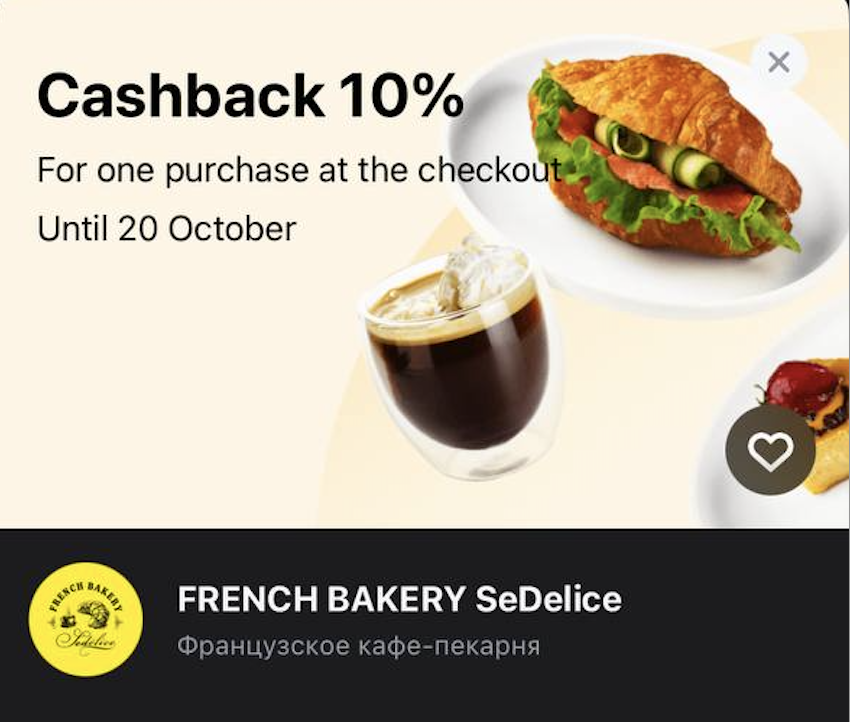 Cashback 10%
For one purchase at the checkout
Until 20 October
FRENCH BAKERY
SeDelice
FRENCH BAKERY SeDelice
Французское кафе-пекарня